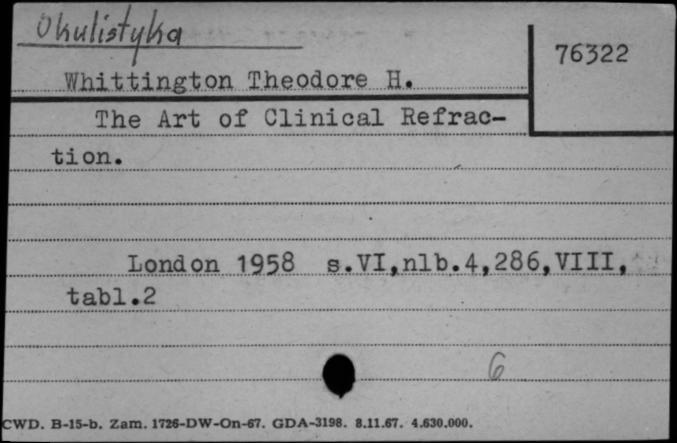 Okulistyka
76322
Whittington Theodore H.
The Art of Clinical Refrac-
tion.
London 1958 s.VI,nlb.4,286,VIII,
tabl.2
6
CWD. B-15-b. Zam. 1726-DW-On-67. GDA-3198. 8.11.67. 4.630.000.